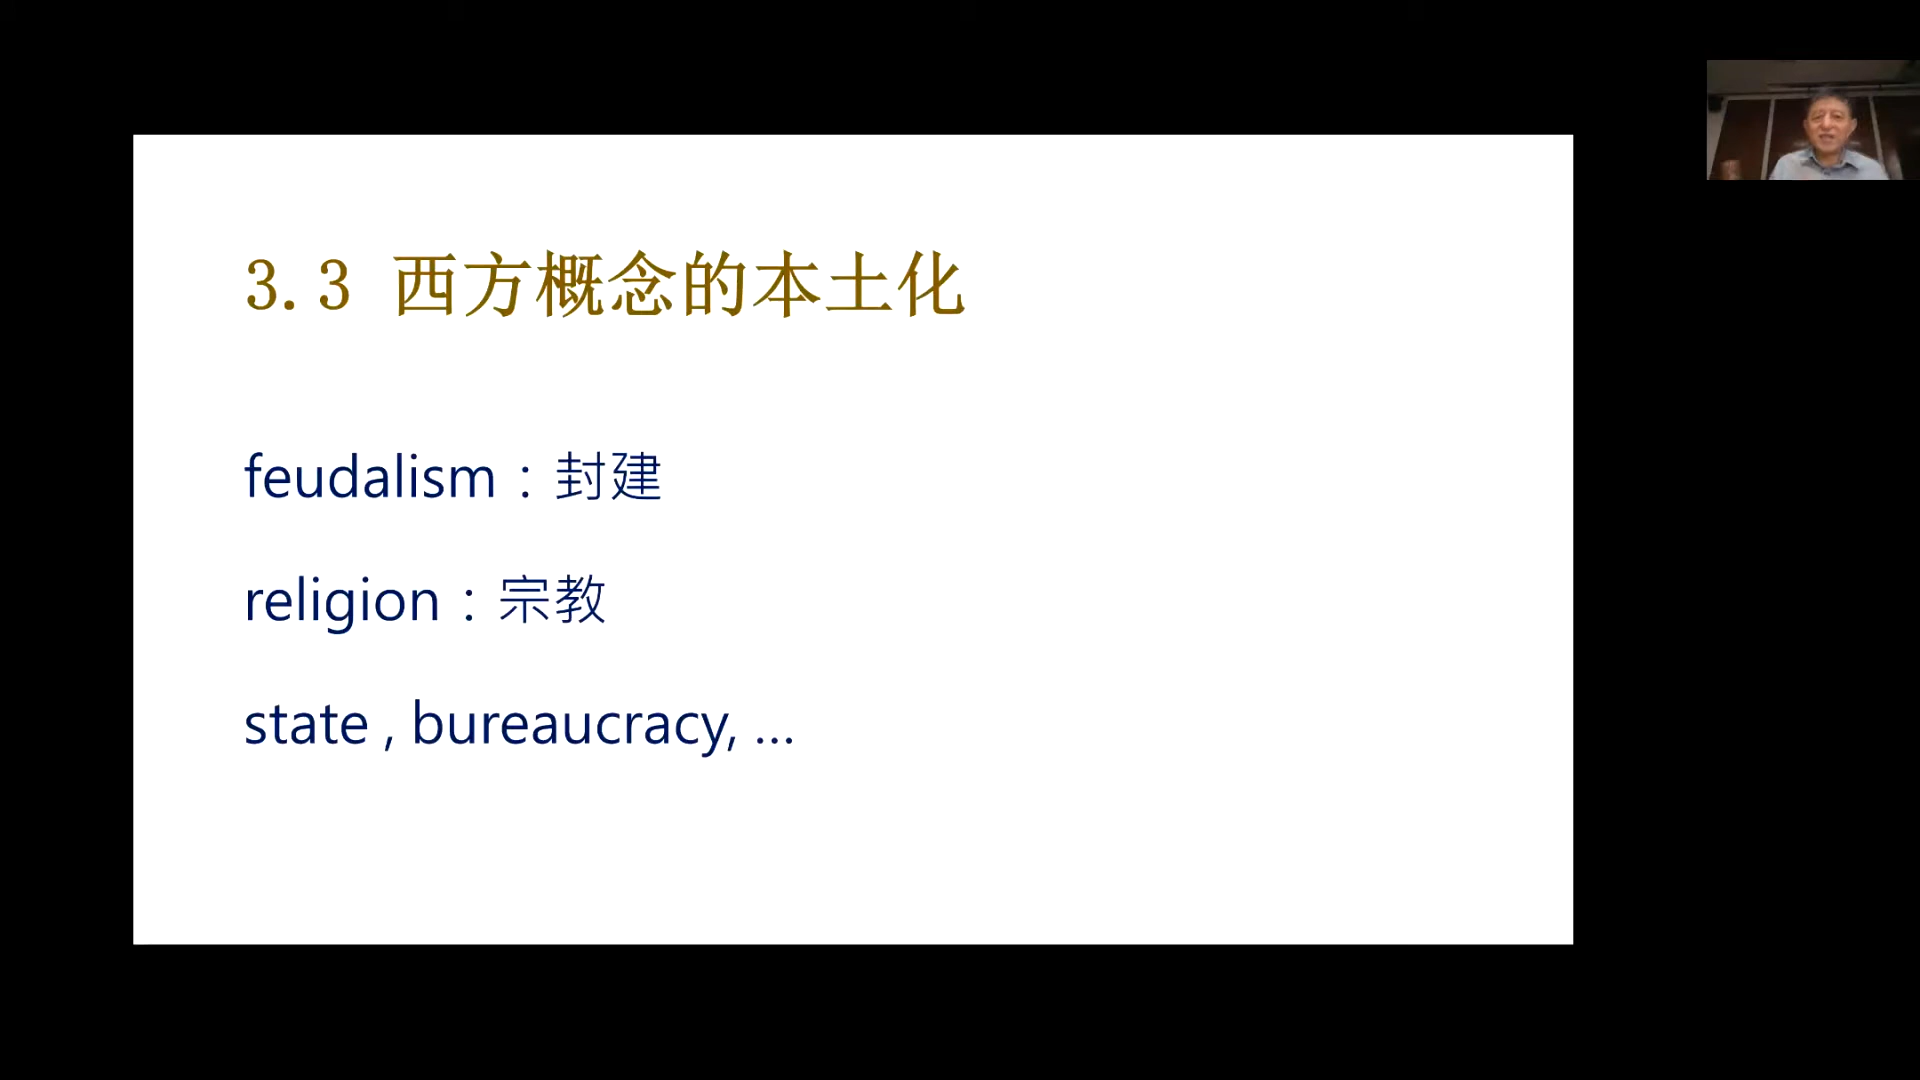 3.3 西方概念的本土化
feudalism：封建
religion：宗教
state , bureaucracy, …